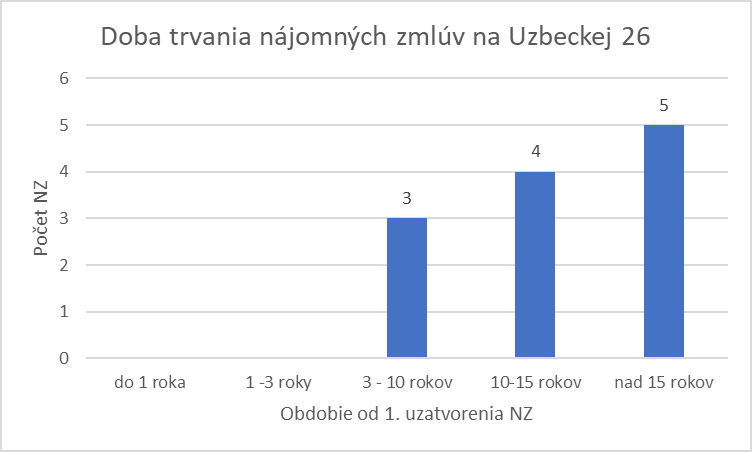 Doba trvania nájomných zmlúv na Uzbeckej 26
Počet NZ
6
5
4
3
2
1
0
3
4
5
do 1 roka
1 -3 roky
3 - 10 rokov
10-15 rokov
nad 15 rokov
Obdobie od 1. uzatvorenia NZ